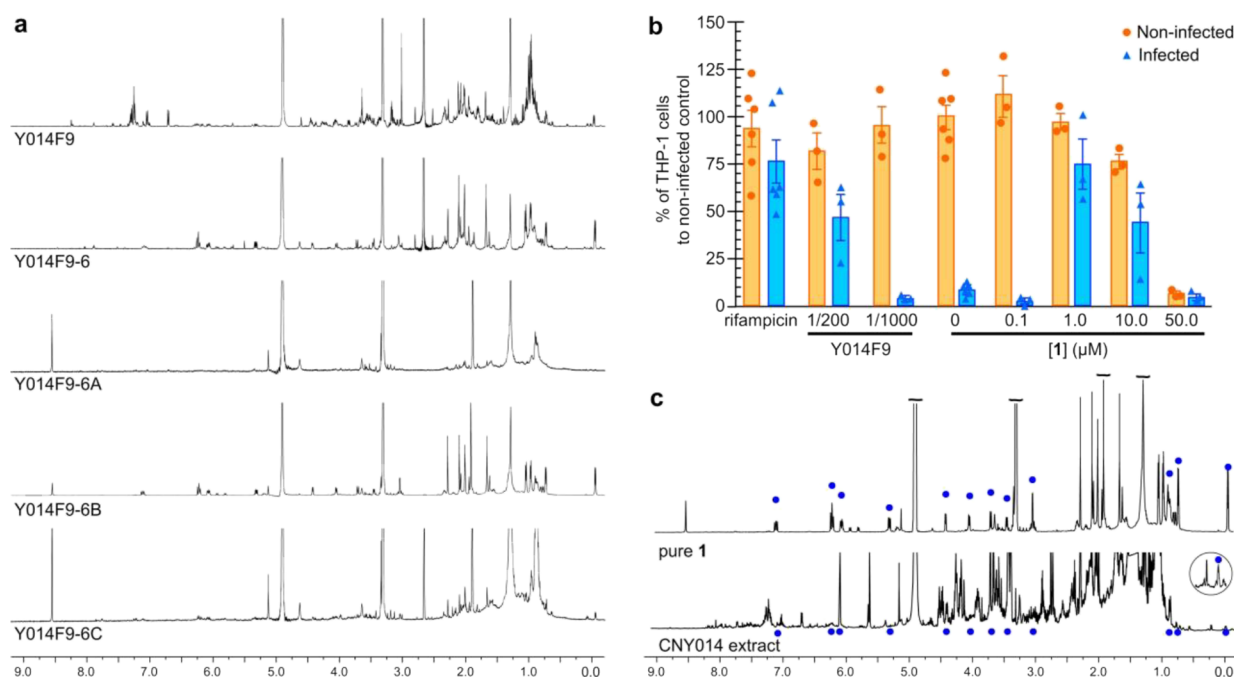 a
Y014F9
Y014F9-6
Y014F9-6A
Y014F9-6B
Y014F9-6C
9.0 8.0 7.0 6.0 5.0 4.0 3.0 2.0 1.0 0.0
b
% of THP-1 cells
to non-infected control
150
125
100
75
50
25
0
Non-infected
Infected
rifampicin 1/200 1/1000 0 0.1 1.0 10.0 50.0
Y014F9 [1] (µM)
c
pure 1
CNY014 extract
9.0 8.0 7.0 6.0 5.0 4.0 3.0 2.0 1.0 0.0